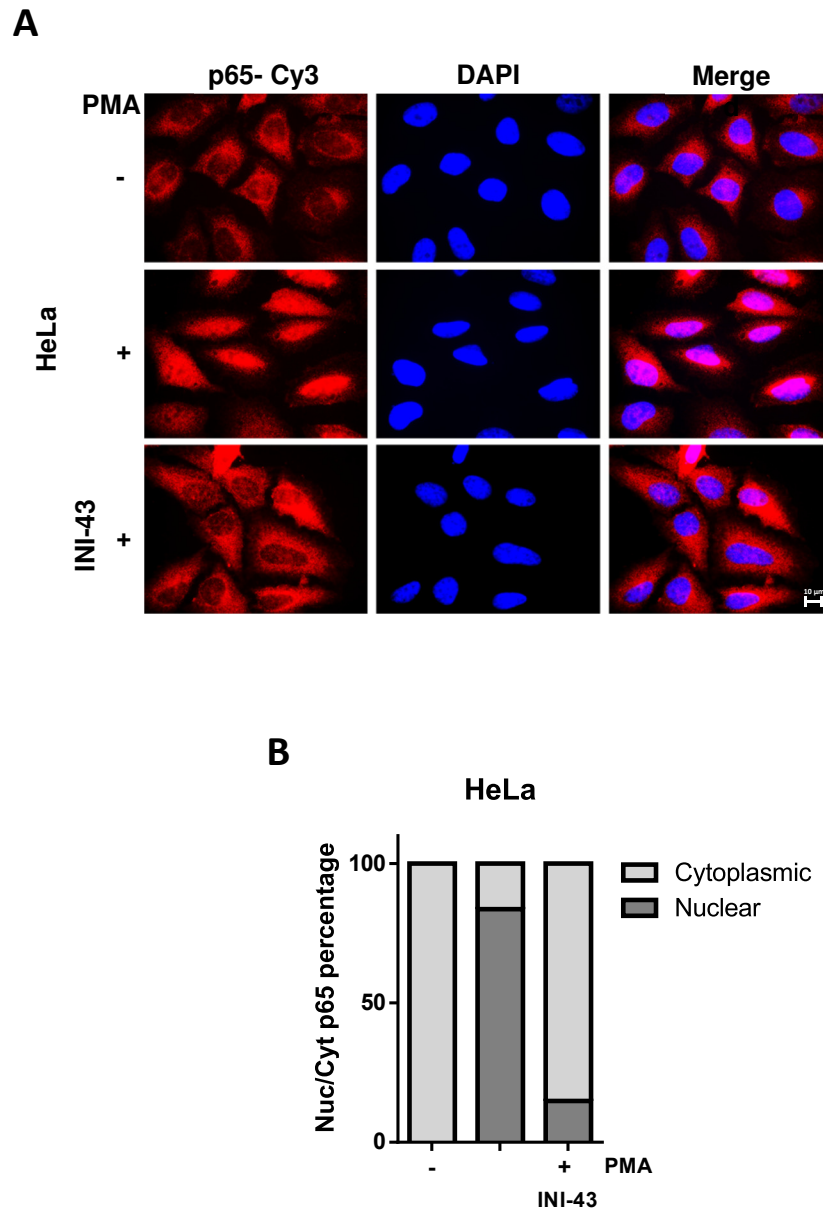 A
p65- Cy3 DAPI Merge
PMA
-
HeLa
+
INI-43
+
10 µm
B
HeLa
Nuc/Cyt p65 percentage
100
50
0
Cytoplasmic
Nuclear
- + PMA
INI-43